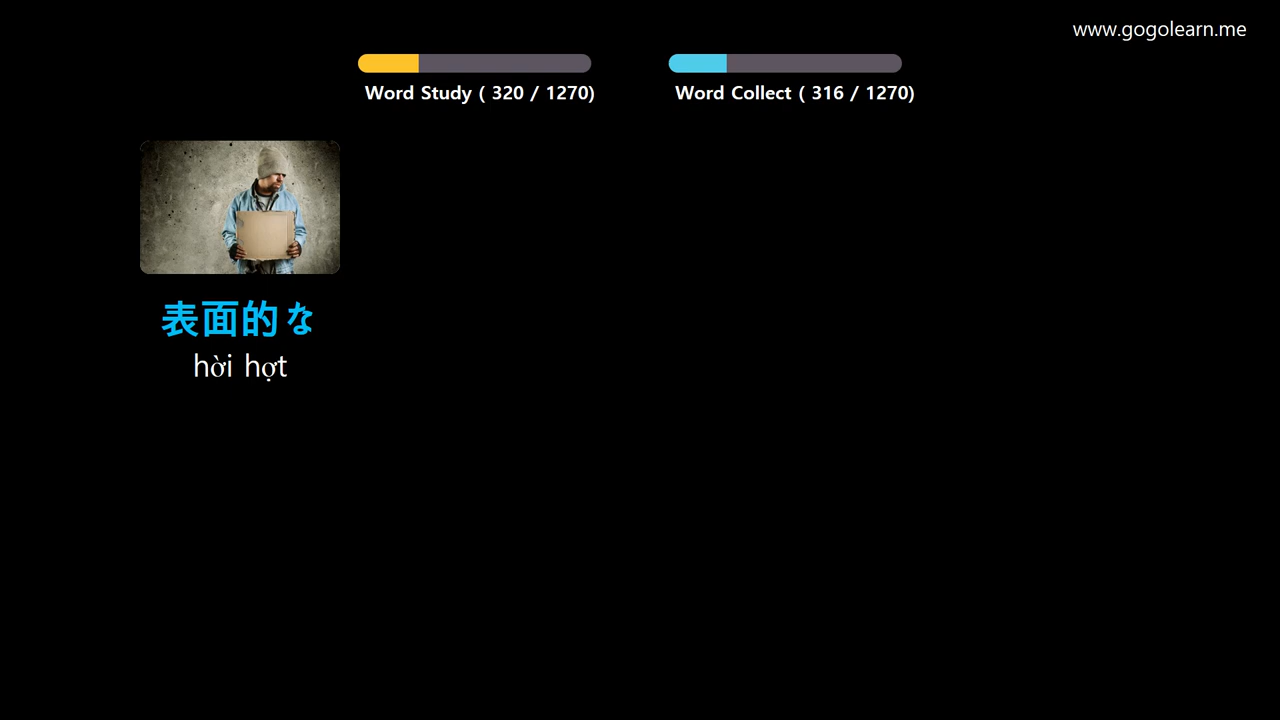 www.gogolearn.me
Word Study ( 320 / 1270)
Word Collect ( 316 / 1270)
表面的な
hời hợt